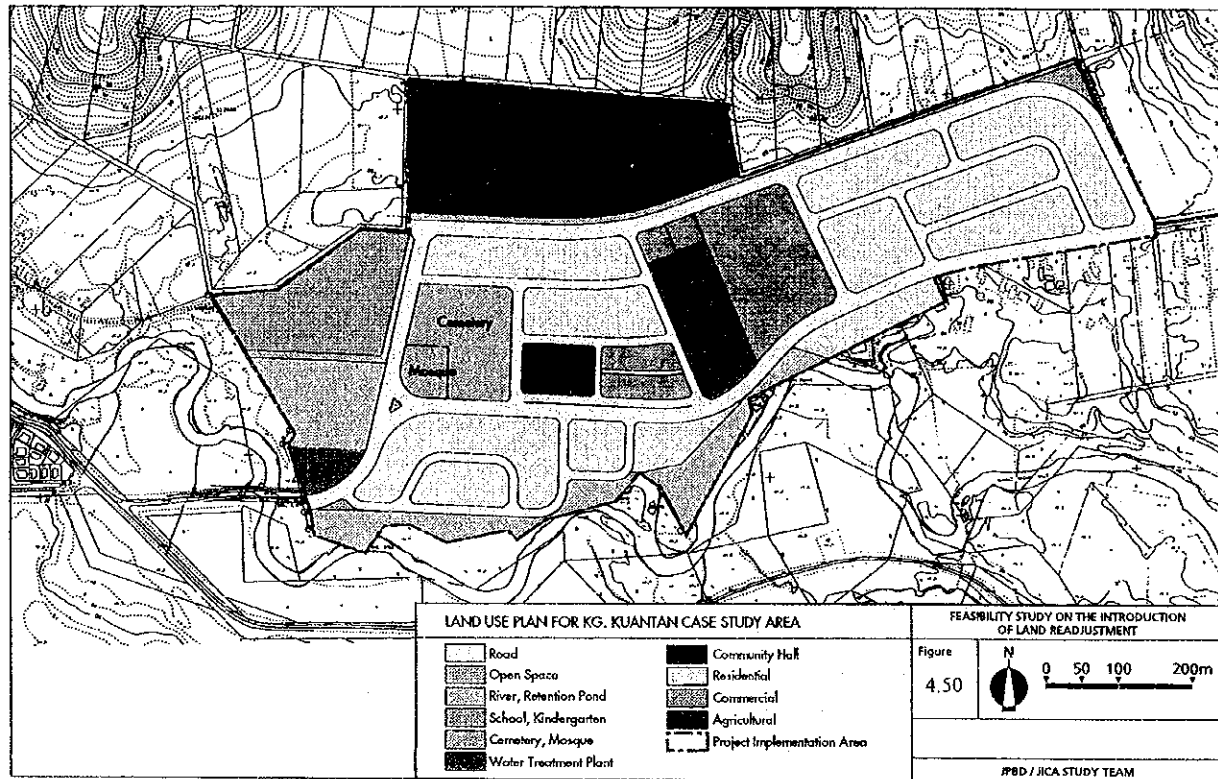 Cemetery
Mosque
LAND USE PLAN FOR KG. KUANTAN CASE STUDY AREA
Road
Open Space
River, Retention Pond
School, Kindergarten
Cemetery, Mosque
Water Treatment Plant
Community Hall
Residential
Commercial
Agricultural
Project Implementation Area
FEASIBILITY STUDY ON THE INTRODUCTION
OF LAND READJUSTMENT
Figure
4.50
N
0 50 100 200m
JPBD / JICA STUDY TEAM